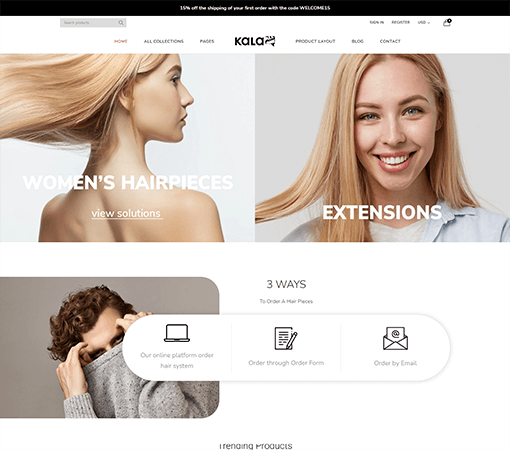 15% off the shipping of your first order with the code WELCOME15
Search products
SIGN IN REGISTER USD
0
HOME ALL COLLECTIONS PAGES KALA PRODUCT LAYOUT BLOG CONTACT
WOMEN'S HAIRPIECES
view solutions
EXTENSIONS
3 WAYS
To Order A Hair Pieces
Our online platform order
hair system
Order through Order Form
Order by Email
Trending Products